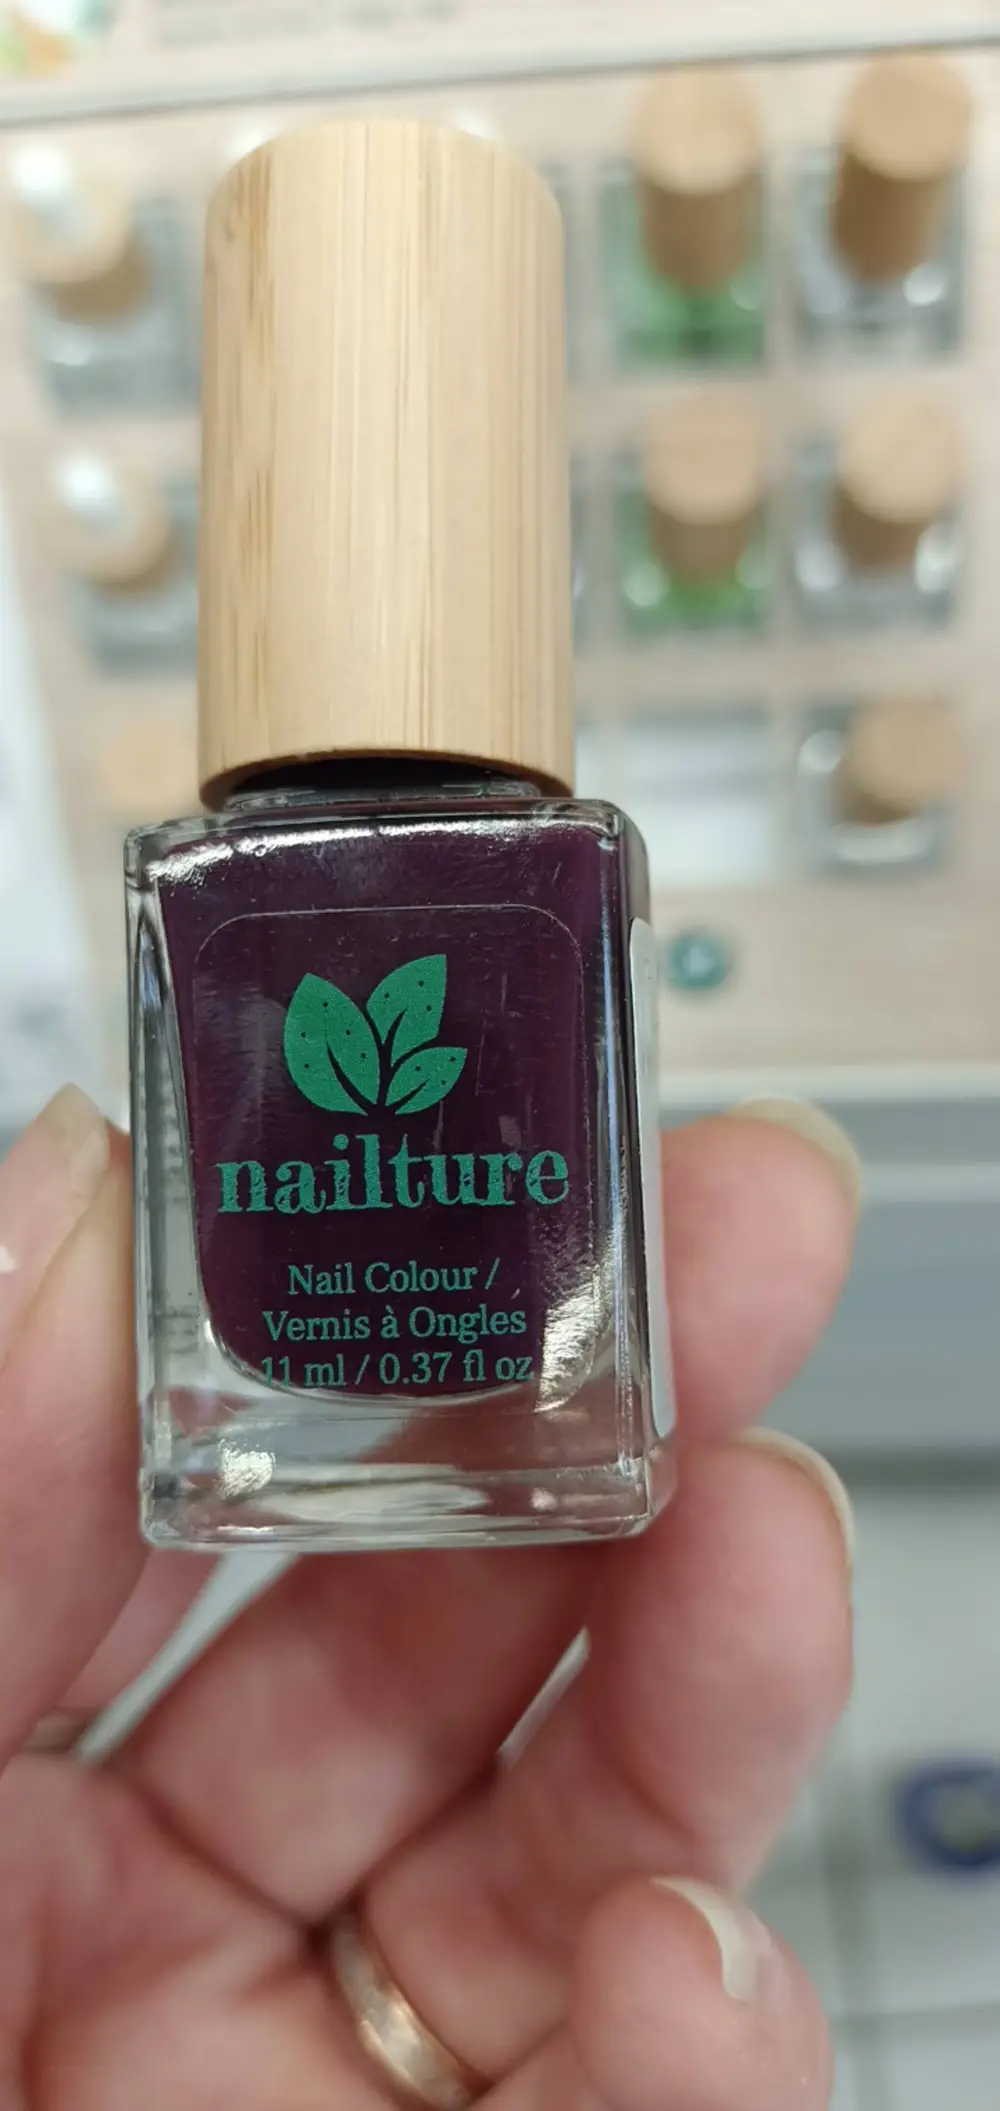 nailture
Nail Colour /
Vernis à Ongles
11 ml / 0.37 fl oz